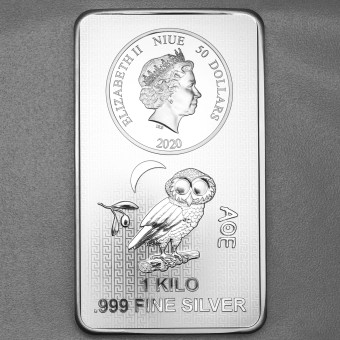 ELIZABETH II NIUE 50 DOLLARS
2020
ΑΘΕ
1 KILO
.999 FINE SILVER